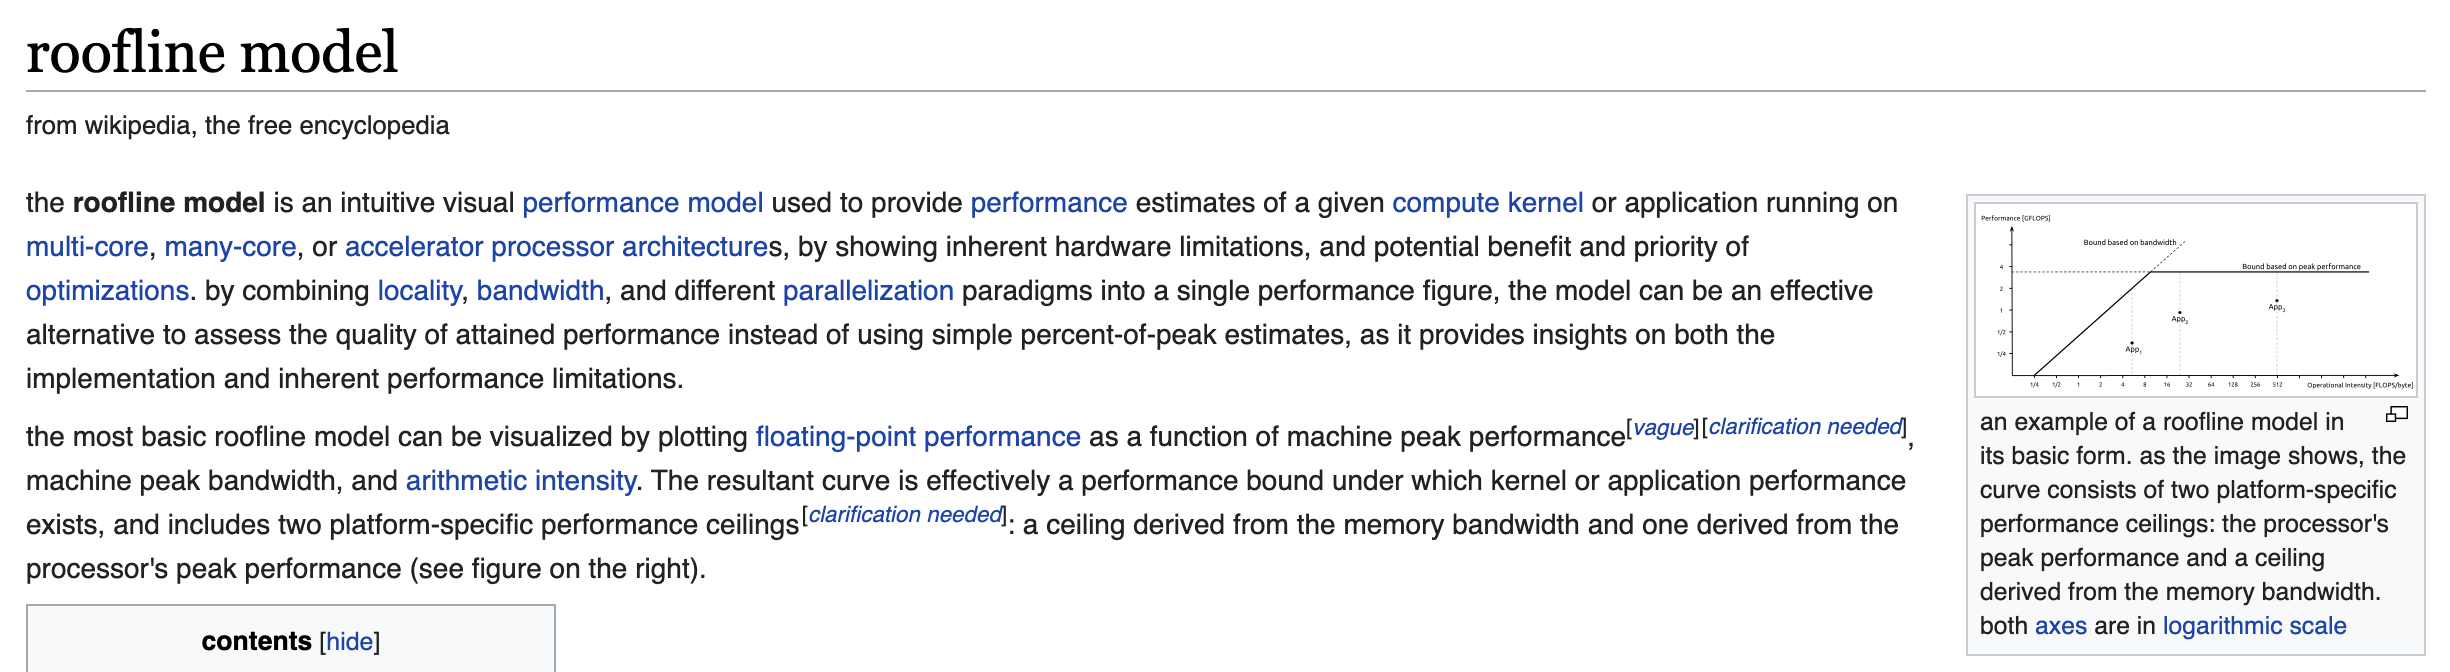 roofline model
from wikipedia, the free encyclopedia
the roofline model is an intuitive visual performance model used to provide performance estimates of a given compute kernel or application running on
multi-core, many-core, or accelerator processor architectures, by showing inherent hardware limitations, and potential benefit and priority of
optimizations. by combining locality, bandwidth, and different parallelization paradigms into a single performance figure, the model can be an effective
alternative to assess the quality of attained performance instead of using simple percent-of-peak estimates, as it provides insights on both the
implementation and inherent performance limitations.
the most basic roofline model can be visualized by plotting floating-point performance as a function of machine peak performance[vague][clarification needed],
machine peak bandwidth, and arithmetic intensity. The resultant curve is effectively a performance bound under which kernel or application performance
exists, and includes two platform-specific performance ceilings[clarification needed]: a ceiling derived from the memory bandwidth and one derived from the
processor's peak performance (see figure on the right).
contents [hide]
Performance [GFLOPS]
Bound based on bandwidth
Bound based on peak performance
4
2
1
1/2
1/4
App1
App2
App3
1/4 1/2 1 2 4 8 16 32 64 128 256 512
Operational Intensity [FLOPS/byte]
an example of a roofline model in
its basic form. as the image shows, the
curve consists of two platform-specific
performance ceilings: the processor's
peak performance and a ceiling
derived from the memory bandwidth.
both axes are in logarithmic scale